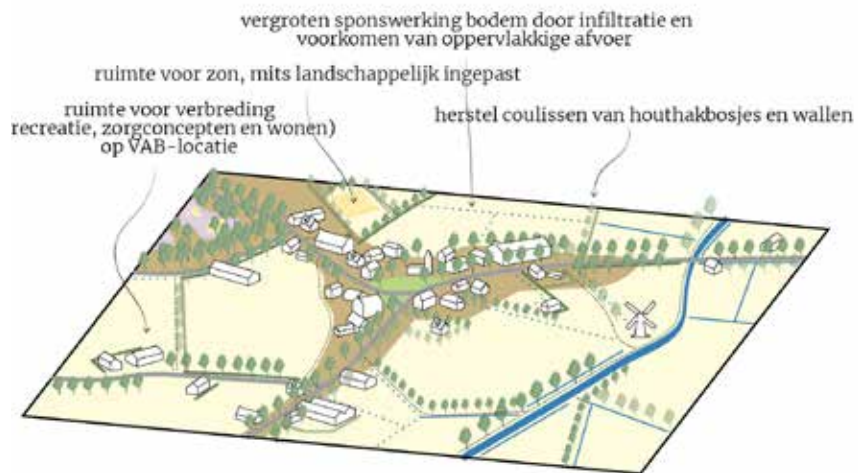 vergroten sponswerking bodem door infiltratie en
voorkomen van oppervlakkige afvoer
ruimte voor zon, mits landschappelijk ingepast
ruimte voor verbreding
recreatie, zorgconcepten en wonen)
op VAB-locatie
herstel coulissen van houthakbosjes en wallen